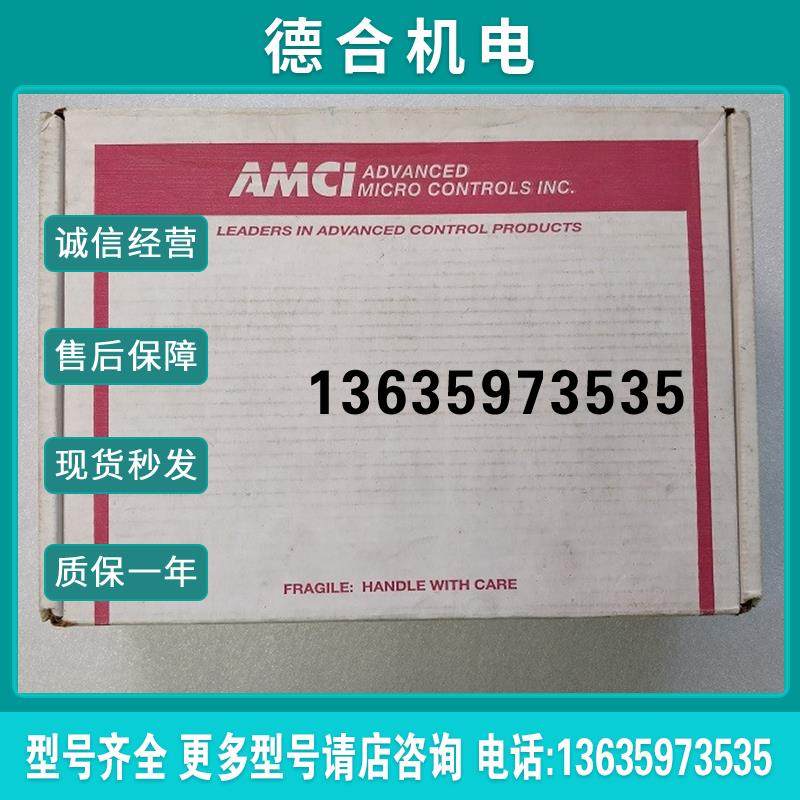 德合机电
AMCI ADVANCED
MICRO CONTROLS INC.
LEADERS IN ADVANCED CONTROL PRODUCTS
诚信经营
售后保障
13635973535
现货秒发
质保一年
FRAGILE: HANDLE WITH CARE
型号齐全 更多型号请店咨询 电话:13635973535